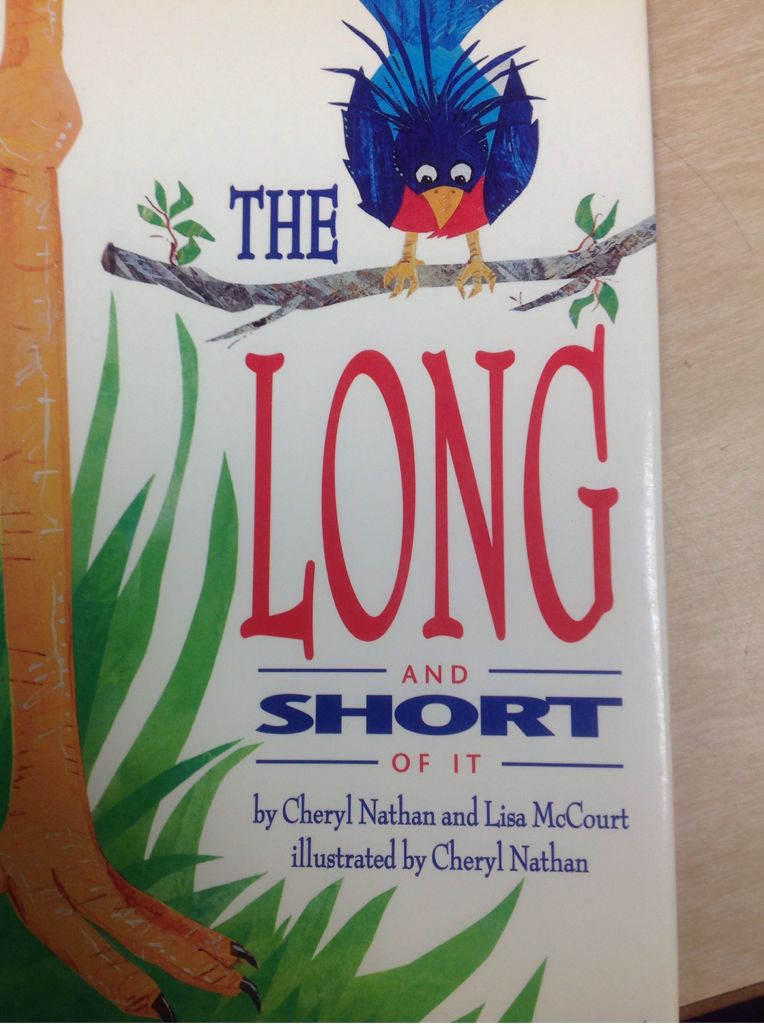 THE
LONG
AND
SHORT
OF IT
by Cheryl Nathan and Lisa McCourt
illustrated by Cheryl Nathan